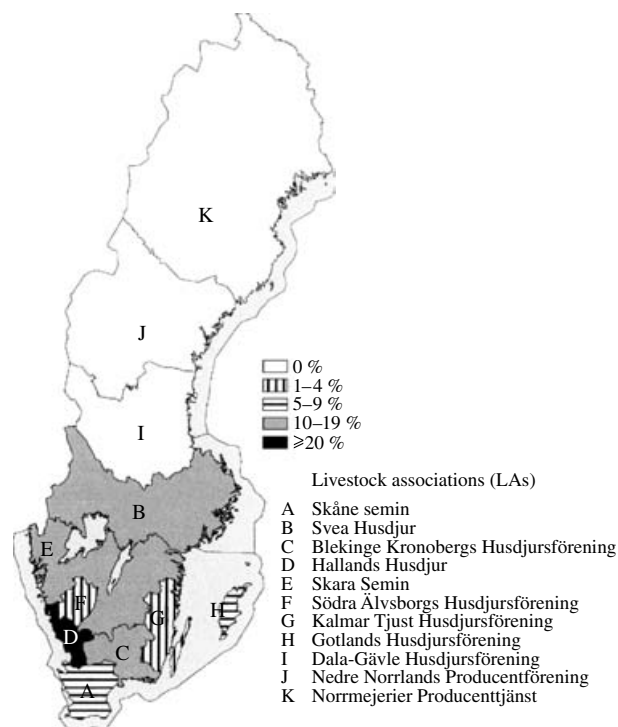 K
J
I
0 %
1–4 %
5–9 %
10–19 %
⩾20 %
B
E
F
G
H
D
C
A
Livestock associations (LAs)
A Skåne semin
B Svea Husdjur
C Blekinge Kronobergs Husdjursförening
D Hallands Husdjur
E Skara Semin
F Södra Älvsborgs Husdjursförening
G Kalmar Tjust Husdjursförening
H Gotlands Husdjursförening
I Dala-Gävle Husdjursförening
J Nedre Norrlands Producentförening
K Norrmejerier Producenttjänst